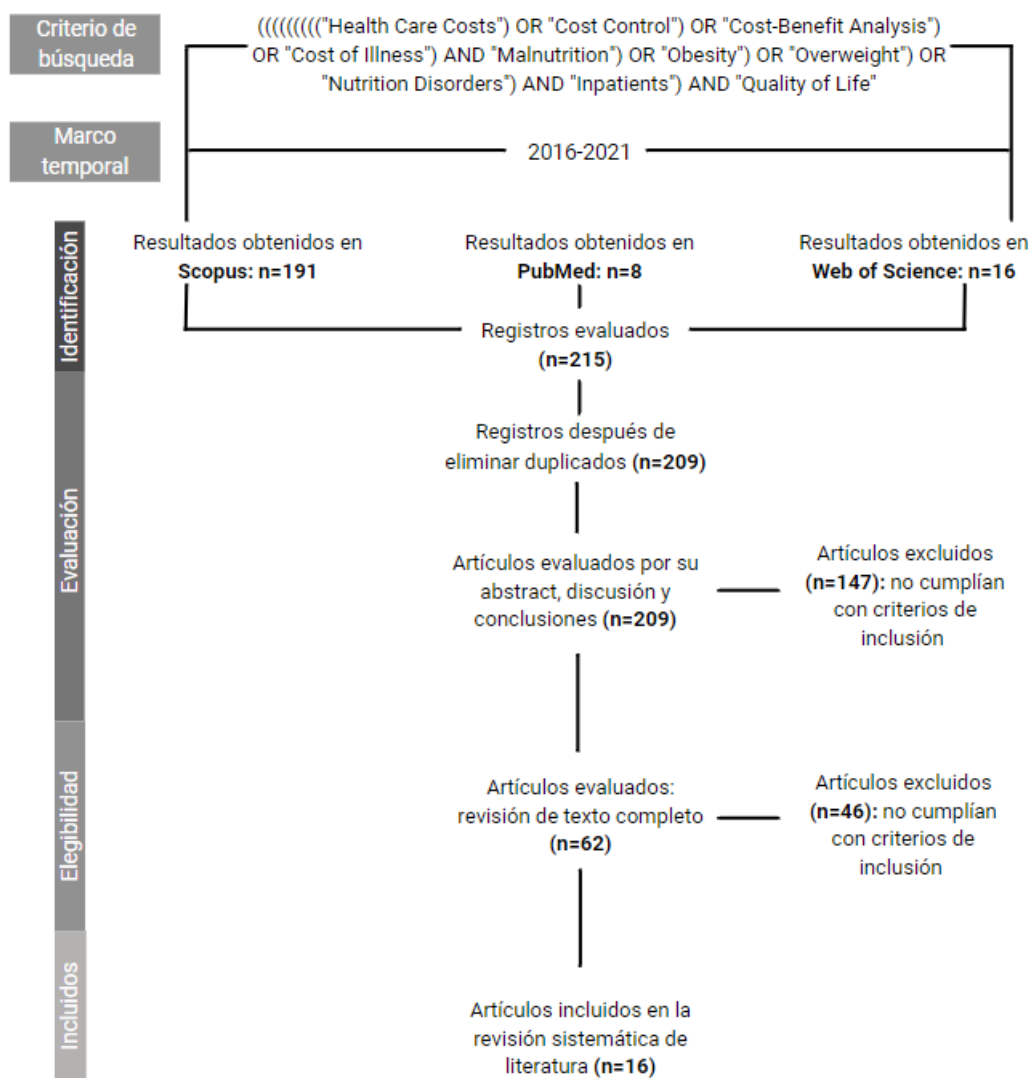 Criterio de
búsqueda
((((((((("Health Care Costs") OR "Cost Control") OR "Cost-Benefit Analysis")
OR "Cost of Illness") AND "Malnutrition") OR "Obesity") OR "Overweight") OR
"Nutrition Disorders") AND "Inpatients") AND "Quality of Life"
Marco
temporal
2016-2021
Identificación
Resultados obtenidos en
Scopus: n=191
Resultados obtenidos en
PubMed: n=8
Resultados obtenidos en
Web of Science: n=16
Registros evaluados
(n=215)
Evaluación
Registros después de
eliminar duplicados (n=209)
Artículos evaluados por su
abstract, discusión y
conclusiones (n=209)
Artículos excluidos
(n=147): no cumplían
con criterios de
inclusión
Elegibilidad
Artículos evaluados:
revisión de texto completo
(n=62)
Artículos excluidos
(n=46): no cumplían
con criterios de
inclusión
Incluidos
Artículos incluidos en la
revisión sistemática de
literatura (n=16)